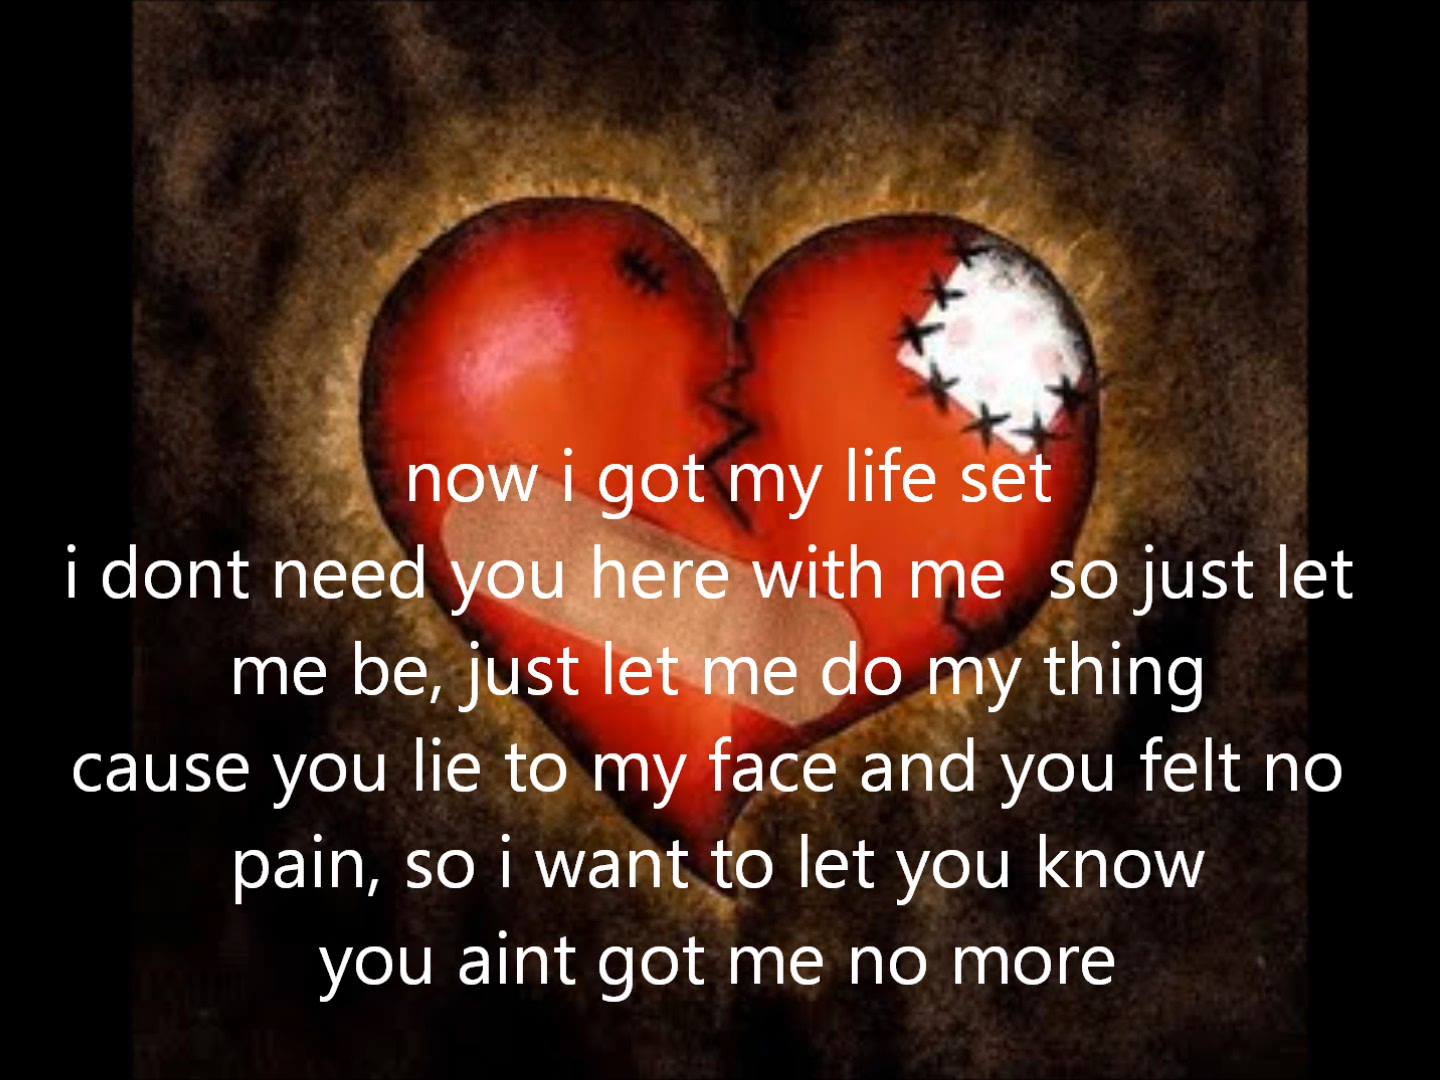 now i got my life set
i dont need you here with me  so just let
me be, just let me do my thing
cause you lie to my face and you felt no
pain, so i want to let you know
you aint got me no more